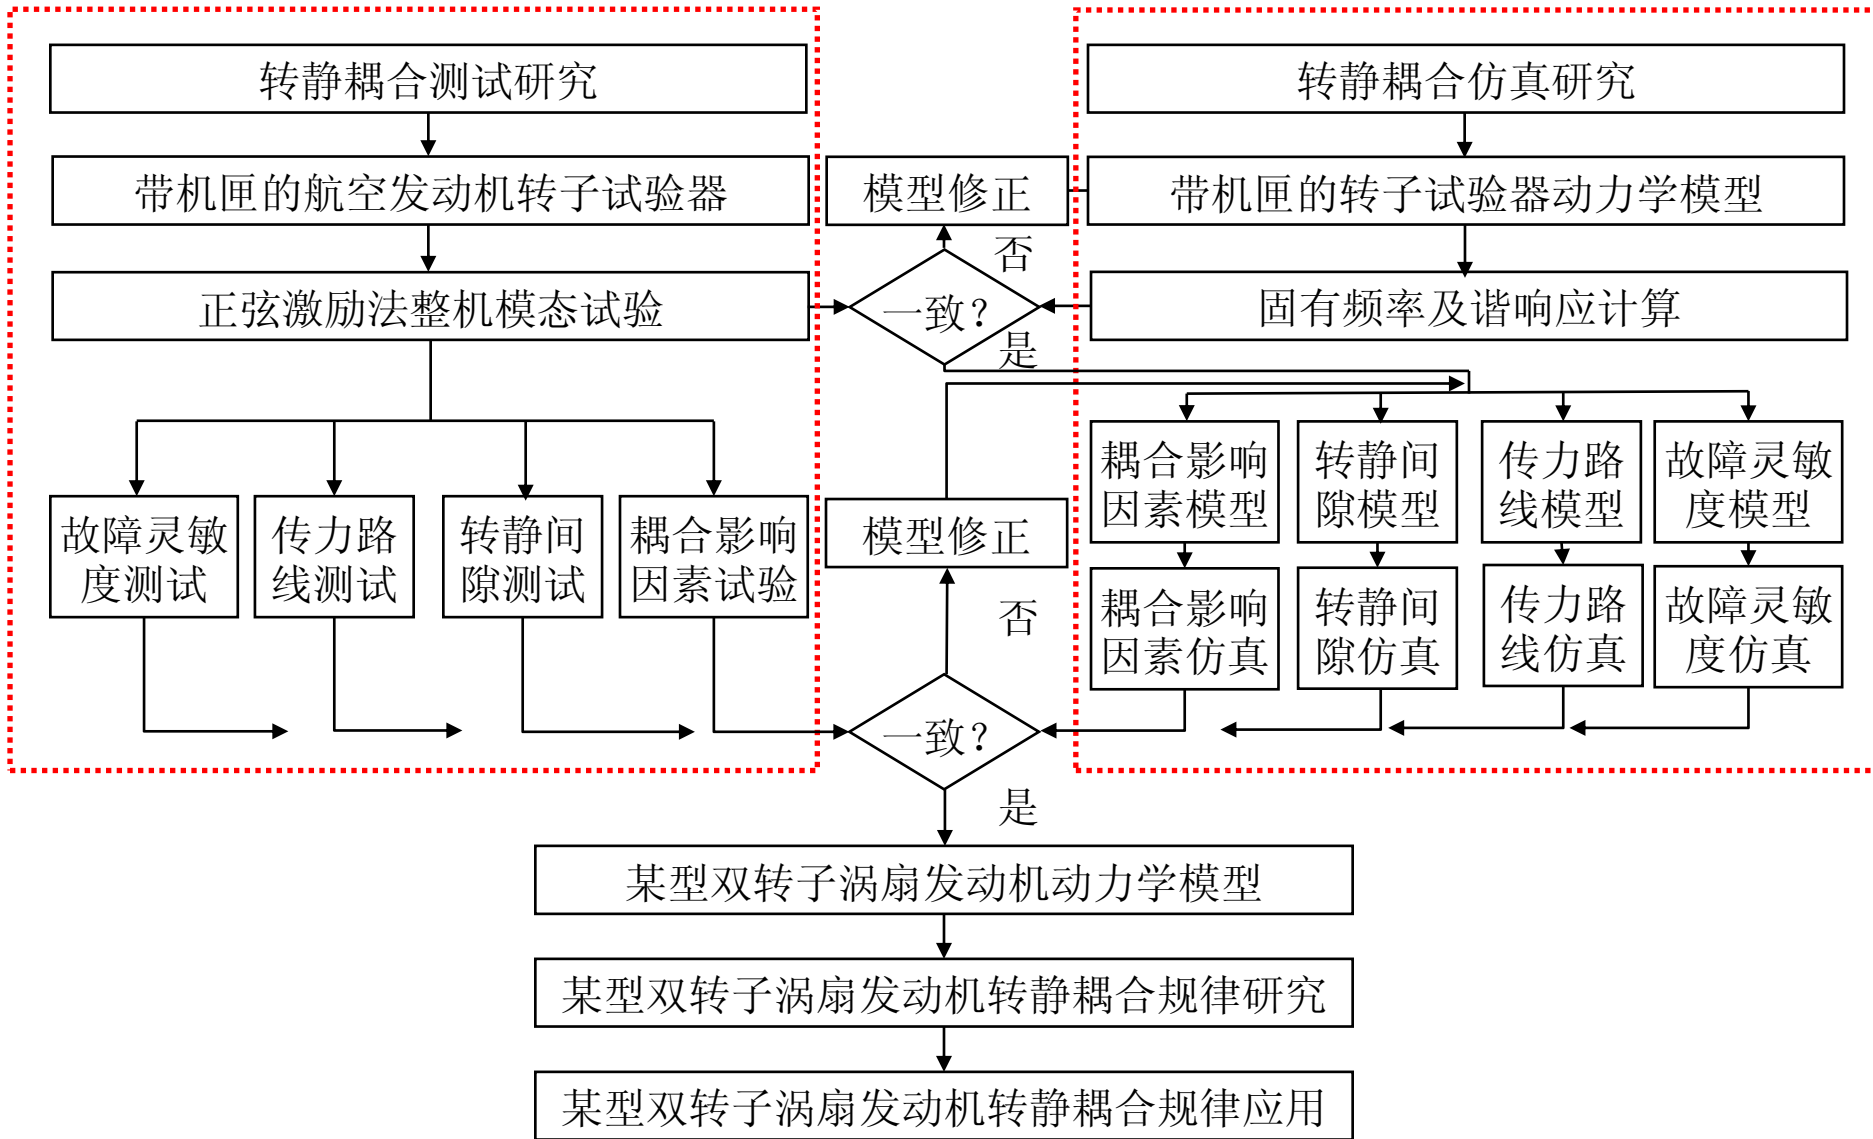 转静耦合测试研究
转静耦合仿真研究
带机匣的航空发动机转子试验器
模型修正
带机匣的转子试验器动力学模型
否
正弦激励法整机模态试验
一致？
固有频率及谐响应计算
是
耦合影响
因素模型
转静间
隙模型
传力路
线模型
故障灵敏
度模型
故障灵敏
度测试
传力路
线测试
转静间
隙测试
耦合影响
因素试验
模型修正
耦合影响
因素仿真
转静间
隙仿真
传力路
线仿真
故障灵敏
度仿真
否
一致？
是
某型双转子涡扇发动机动力学模型
某型双转子涡扇发动机转静耦合规律研究
某型双转子涡扇发动机转静耦合规律应用